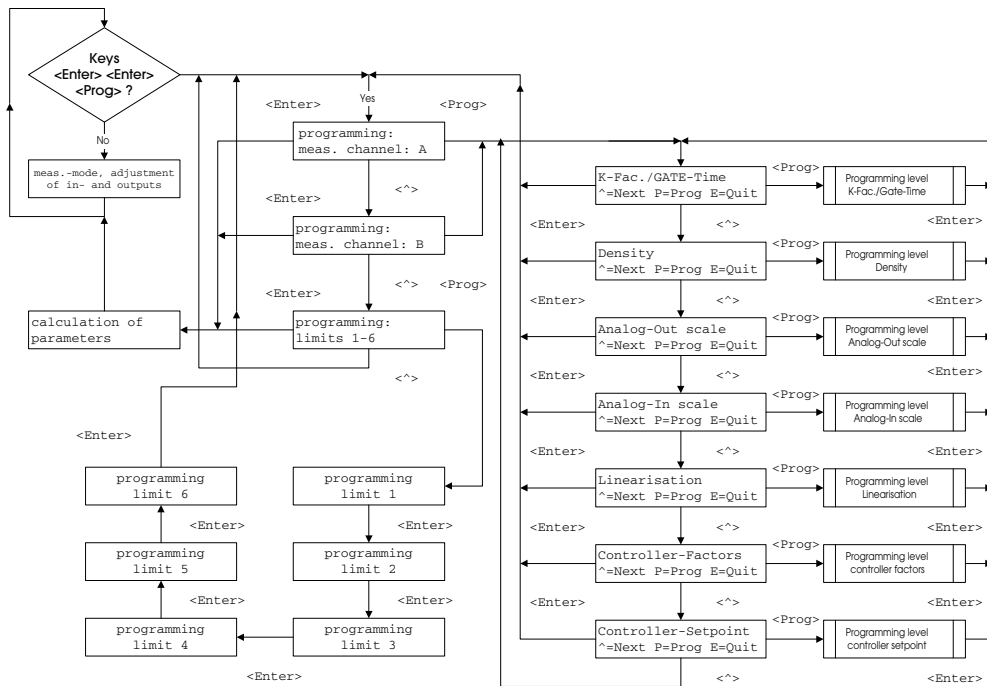 Keys
<Enter> <Enter>
<Prog> ?
Yes
No
meas.-mode, adjustment
of in- and outputs
calculation of
parameters
<Enter>
<Prog>
programming:
meas. channel: A
<Enter>
<^>
programming:
meas. channel: B
<Enter>
<^>
<Prog>
programming:
limits 1-6
<^>
<Enter>
programming
limit 6
programming
limit 1
<Enter>
<Enter>
programming
limit 5
programming
limit 2
<Enter>
<Enter>
programming
limit 4
programming
limit 3
<Enter>
K-Fac./GATE-Time
^=Next P=Prog E=Quit
<Prog>
Programming level
K-Fac./Gate-Time
<Enter>
<^>
<Enter>
Density
^=Next P=Prog E=Quit
<Prog>
Programming level
Density
<Enter>
<^>
<Enter>
Analog-Out scale
^=Next P=Prog E=Quit
<Prog>
Programming level
Analog-Out scale
<Enter>
<^>
<Enter>
Analog-In scale
^=Next P=Prog E=Quit
<Prog>
Programming level
Analog-In scale
<Enter>
<^>
<Enter>
Linearisation
^=Next P=Prog E=Quit
<Prog>
Programming level
Linearisation
<Enter>
<^>
<Enter>
Controller-Factors
^=Next P=Prog E=Quit
<Prog>
Programming level
controller factors
<Enter>
<^>
<Enter>
Controller-Setpoint
^=Next P=Prog E=Quit
<Prog>
Programming level
controller setpoint
<^>
<Enter>